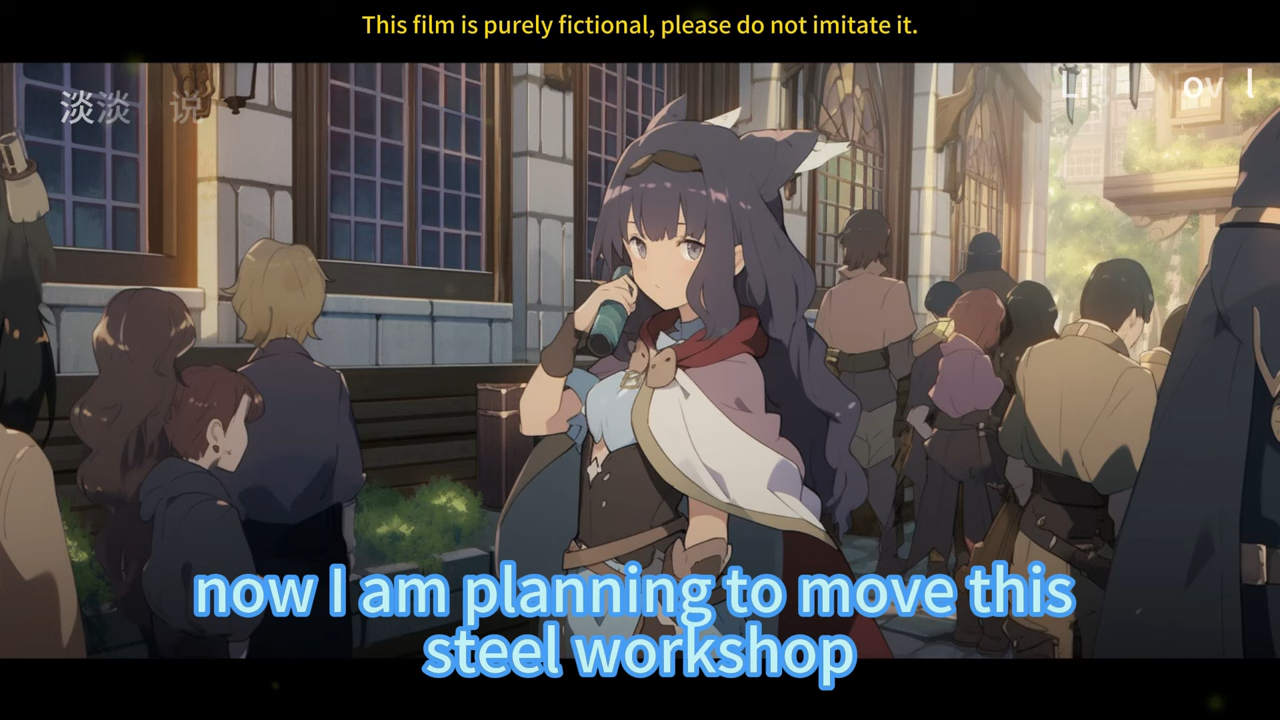 This film is purely fictional, please do not imitate it.
淡淡 说
now I am planning to move this
steel workshop